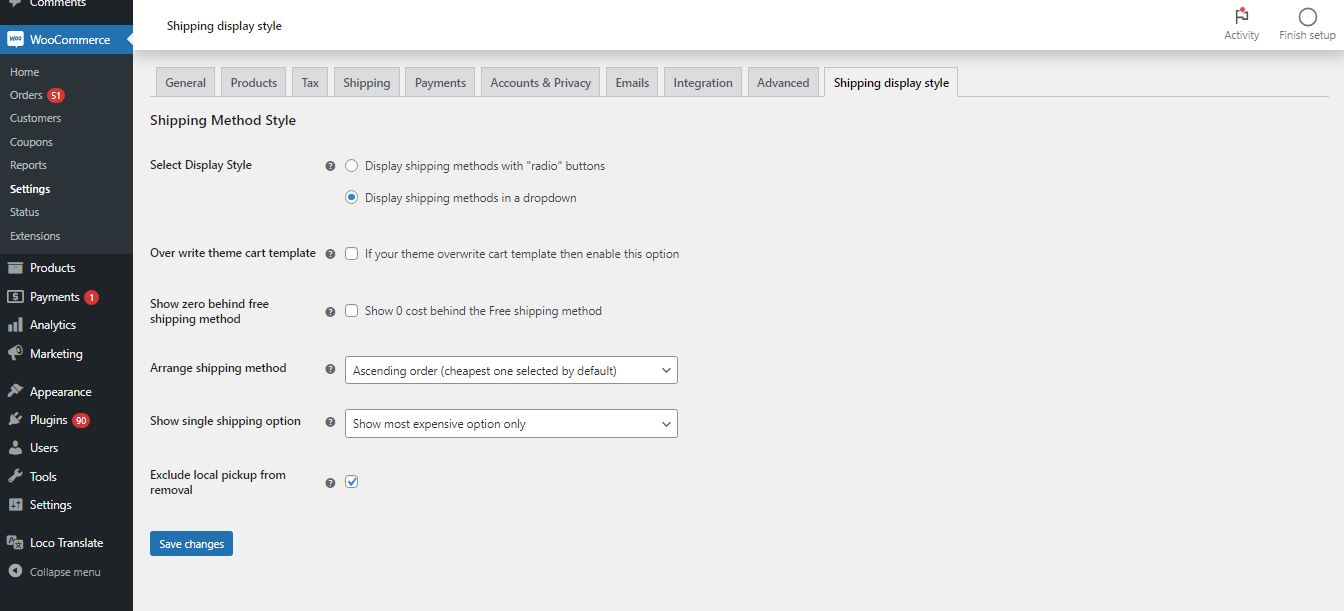 Comments
WooCommerce
Home
Orders 51
Customers
Coupons
Reports
Settings
Status
Extensions
Products
Payments 1
Analytics
Marketing
Appearance
Plugins 90
Users
Tools
Settings
Loco Translate
Collapse menu
Shipping display style
Activity
Finish setup
General
Products
Tax
Shipping
Payments
Accounts & Privacy
Emails
Integration
Advanced
Shipping display style
Shipping Method Style
Select Display Style
Display shipping methods with "radio" buttons
Display shipping methods in a dropdown
Over write theme cart template
If your theme overwrite cart template then enable this option
Show zero behind free
shipping method
Show 0 cost behind the Free shipping method
Arrange shipping method
Ascending order (cheapest one selected by default)
Show single shipping option
Show most expensive option only
Exclude local pickup from
removal
Save changes